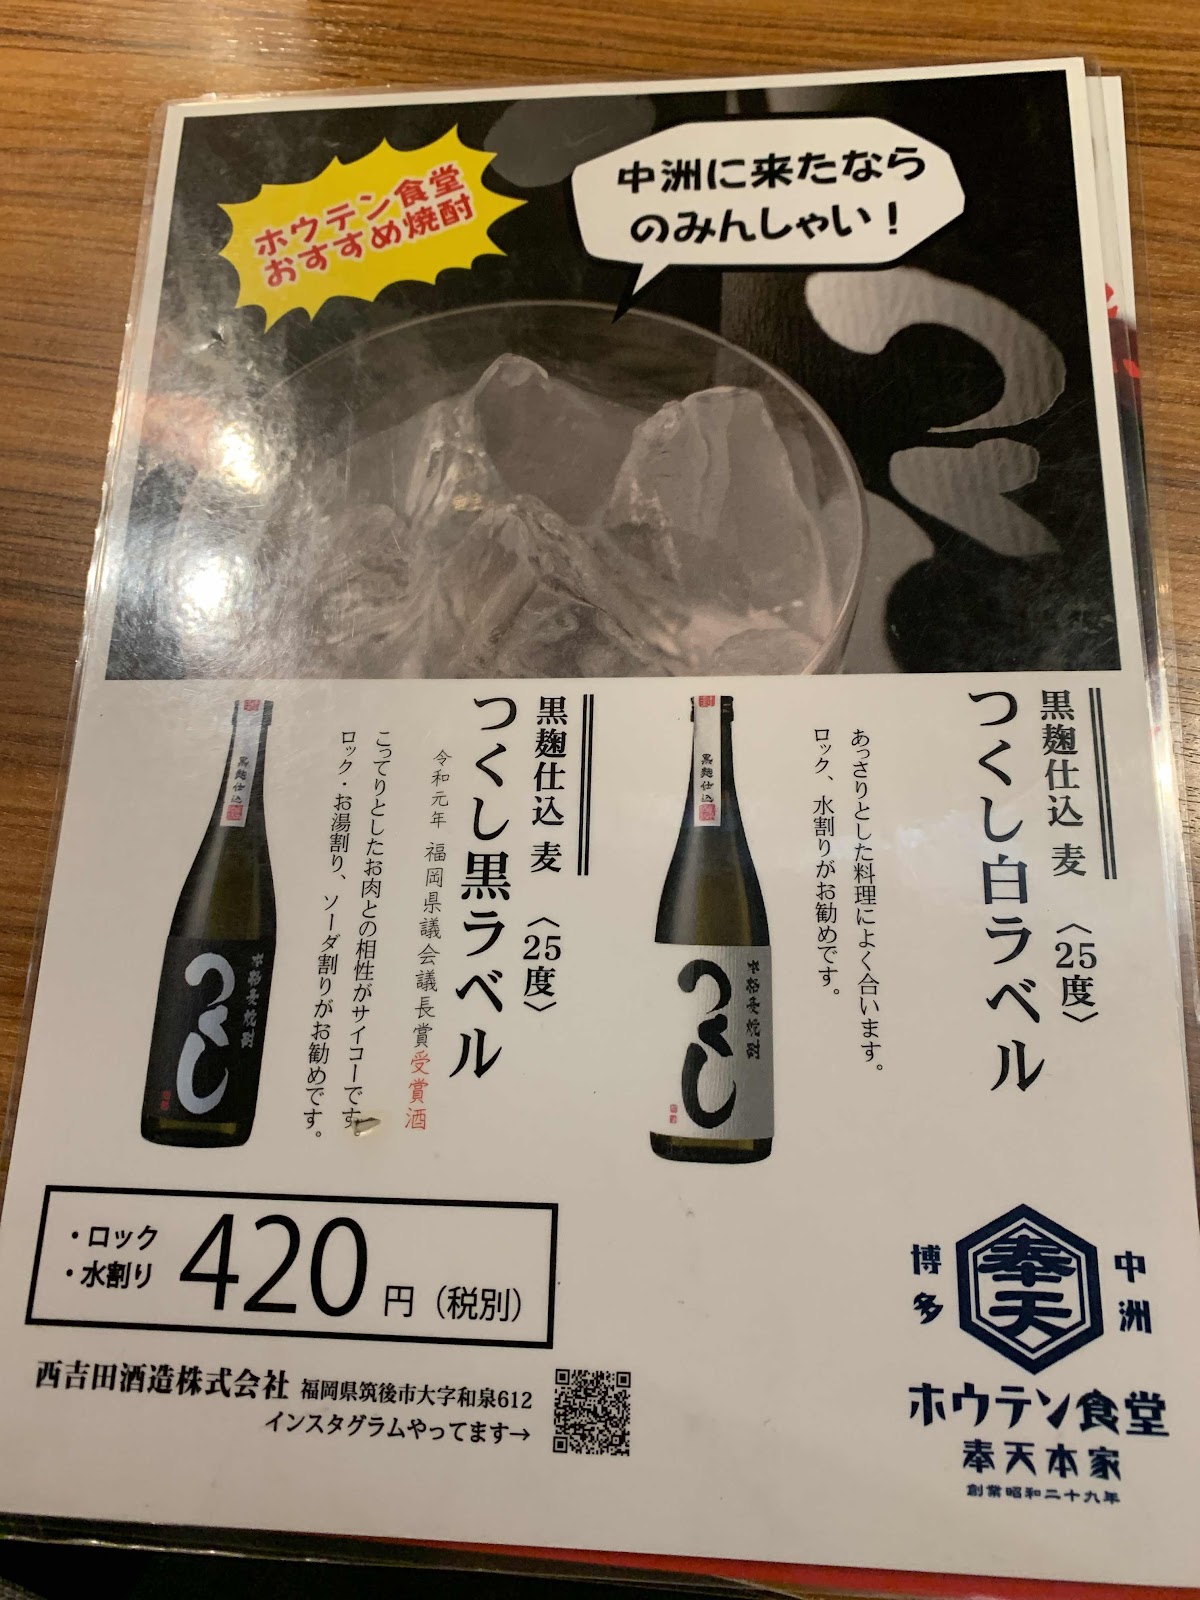 ホウテン食堂
おすすめ焼酎
中洲に来たなら
のみんしゃい！
つくし
黒麹仕込 麦 〈25度〉
つくし白ラベル
あっさりとした料理によく合います。
ロック、水割りがお勧めです。
黒麹仕込
本格麦焼酎
つくし
黒麹仕込 麦 〈25度〉
つくし黒ラベル
令和元年 福岡県議会議長賞受賞酒
こってりとしたお肉との相性がサイコーです。
ロック・お湯割り、ソーダ割りがお勧めです。
黒麹仕込
本格麦焼酎
つくし
・ロック
・水割り
420円（税別）
西吉田酒造株式会社 福岡県筑後市大字和泉612
インスタグラムやってます→
博多
奉天
中洲
ホウテン食堂
奉天本家
創業昭和二十九年